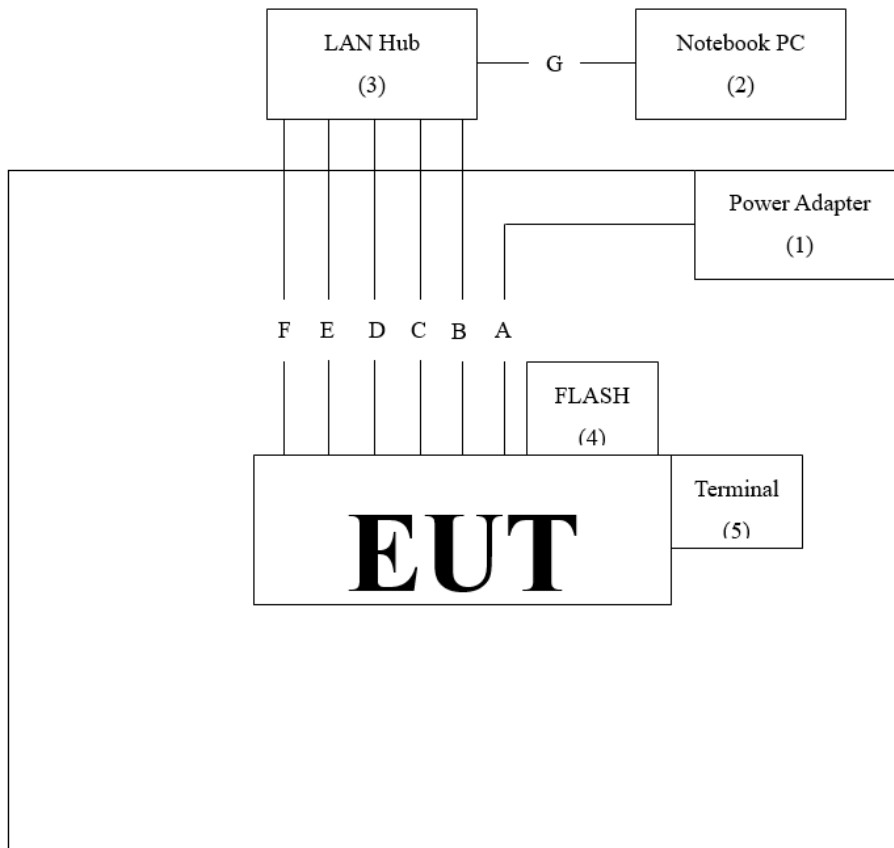 LAN Hub
(3)
G
Notebook PC
(2)
Power Adapter
(1)
F E D C B A
FLASH
(4)
Terminal
(5)
EUT